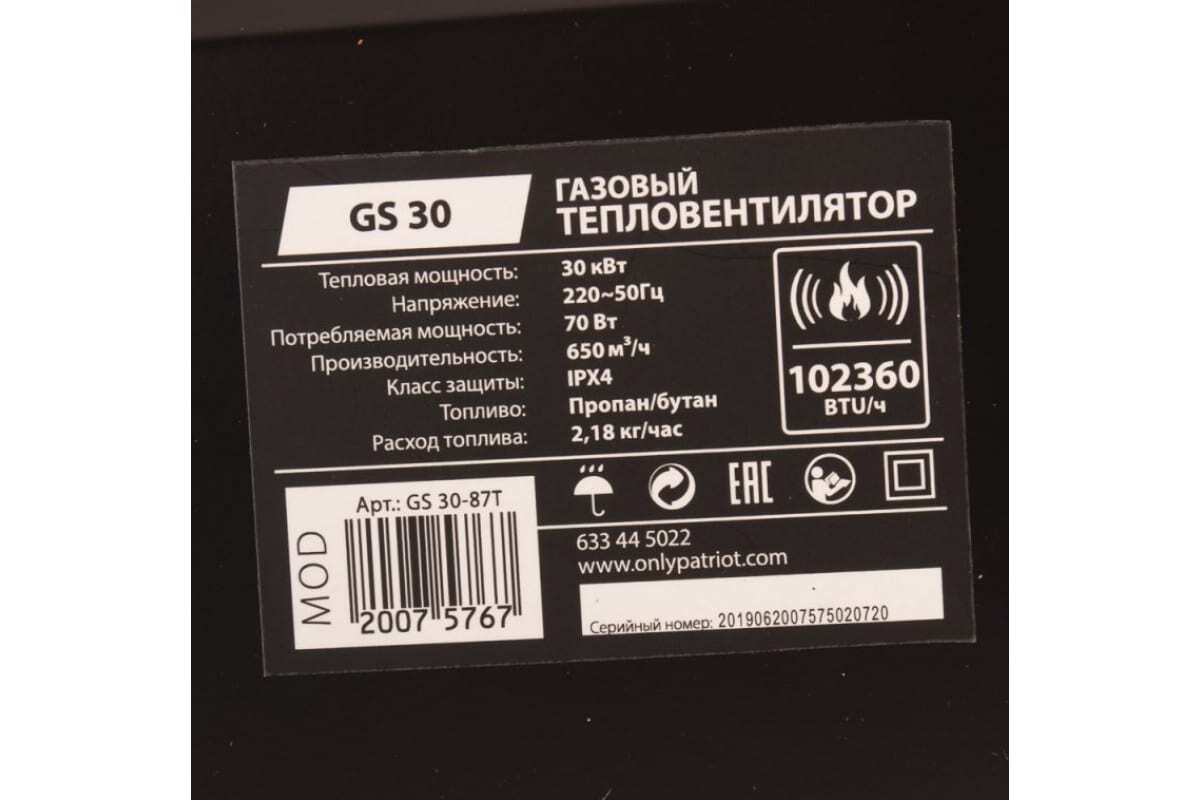 GS 30
ГАЗОВЫЙ
ТЕПЛОВЕНТИЛЯТОР
Тепловая мощность: 30 кВт
Напряжение: 220~50Гц
Потребляемая мощность: 70 Вт
Производительность: 650 м³/ч
Класс защиты: IPX4
Топливо: Пропан/бутан
Расход топлива: 2,18 кг/час
102360
BTU/ч
EAC
Арт.: GS 30-87T
MOD
2007 5767
633 44 5022
www.onlypatriot.com
Серийный номер: 2019062007575020720